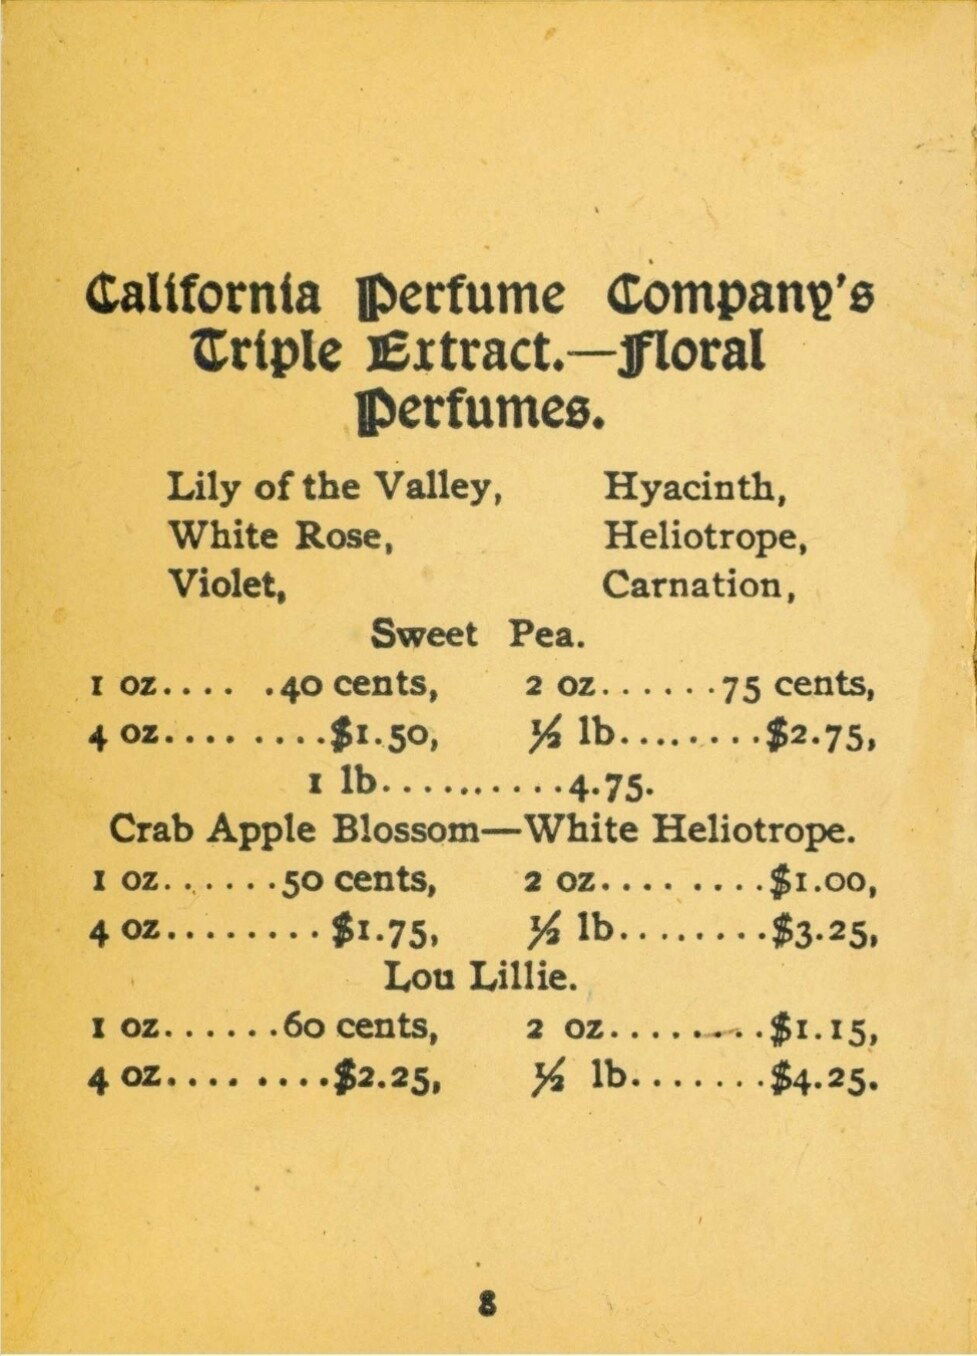 California Perfume Company's
Triple Extract.—Floral
Perfumes.
Lily of the Valley, Hyacinth,
White Rose, Heliotrope,
Violet, Carnation,
Sweet Pea.
1 oz.... .40 cents, 2 oz.......75 cents,
4 oz.... ....$1.50, ½ lb........$2.75,
1 lb...........4.75.
Crab Apple Blossom—White Heliotrope.
1 oz.......50 cents, 2 oz.... ....$1.00,
4 oz........ $1.75, ½ lb........$3.25,
Lou Lillie.
1 oz......60 cents, 2 oz........$1.15,
4 oz.... ....$2.25, ½ lb.......$4.25.
8